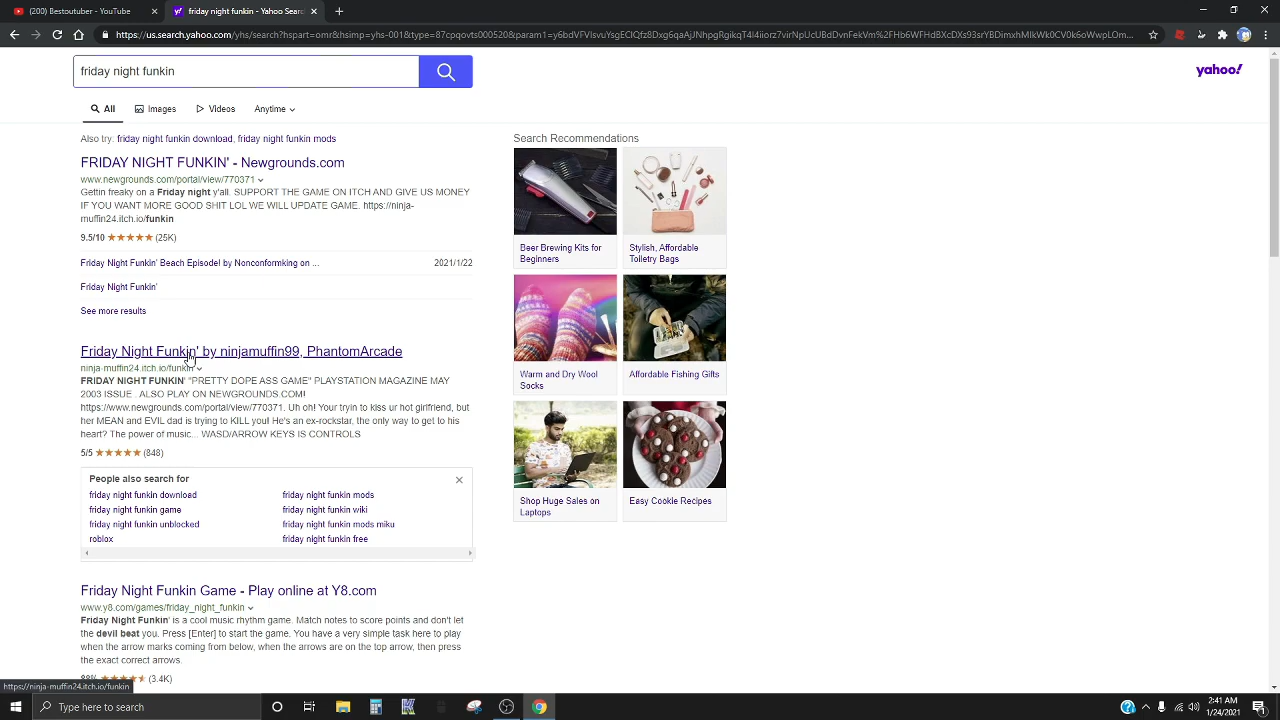 (200) Bestoutuber - YouTube
friday night funkin' - Yahoo Sear
friday night funkin
yahoo!
All
Images
Videos
Anytime
Also try: friday night funkin download, friday night funkin mods
FRIDAY NIGHT FUNKIN' - Newgrounds.com
www.newgrounds.com/portal/view/770371
Gettin freaky on a Friday night y'all. SUPPORT THE GAME ON ITCH AND GIVE US MONEY
IF YOU WANT MORE GOOD SHIT LOL WE WILL UPDATE GAME. https://ninja-
muffin24.itch.io/funkin
9.5/10 (25K)
Friday Night Funkin' Beach Episode! by Nonconformking on ... 2021/1/22
Friday Night Funkin'
See more results
Friday Night Funkin' by ninjamuffin99, PhantomArcade
ninja-muffin24.itch.io/funkin
FRIDAY NIGHT FUNKIN' "PRETTY DOPE ASS GAME" PLAYSTATION MAGAZINE MAY
2003 ISSUE . ALSO PLAY ON NEWGROUNDS.COM!
https://www.newgrounds.com/portal/view/770371. Uh oh! Your tryin to kiss ur hot girlfriend, but
her MEAN and EVIL dad is trying to KILL you! He's an ex-rockstar, the only way to get to his
heart? The power of music... WASD/ARROW KEYS IS CONTROLS
5/5 (848)
People also search for
friday night funkin download
friday night funkin mods
friday night funkin game
friday night funkin wiki
friday night funkin unblocked
friday night funkin mods miku
roblox
friday night funkin free
Friday Night Funkin Game - Play online at Y8.com
www.y8.com/games/friday_night_funkin
Friday Night Funkin' is a cool music rhythm game. Match notes to score points and don't let
the devil beat you. Press [Enter] to start the game. You have a very simple task here to play
when the arrow marks coming from below, when the arrows are on the top arrow, then press
the exact correct arrows.
88% (3.4K)
Search Recommendations
Beer Brewing Kits for
Beginners
Stylish, Affordable
Toiletry Bags
Warm and Dry Wool
Socks
Affordable Fishing Gifts
Shop Huge Sales on
Laptops
Easy Cookie Recipes
https://ninja-muffin24.itch.io/funkin
Type here to search
2:41 AM
1/24/2021